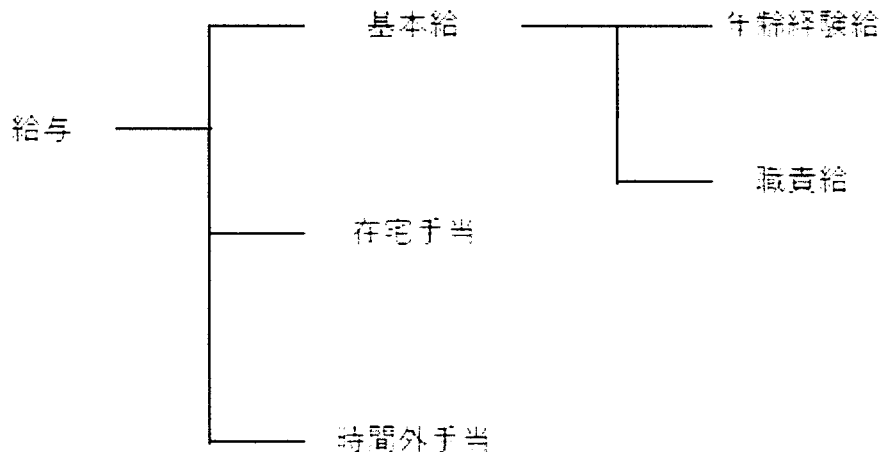 基本給
年齢経験給
給与
職責給
在宅手当
時間外手当